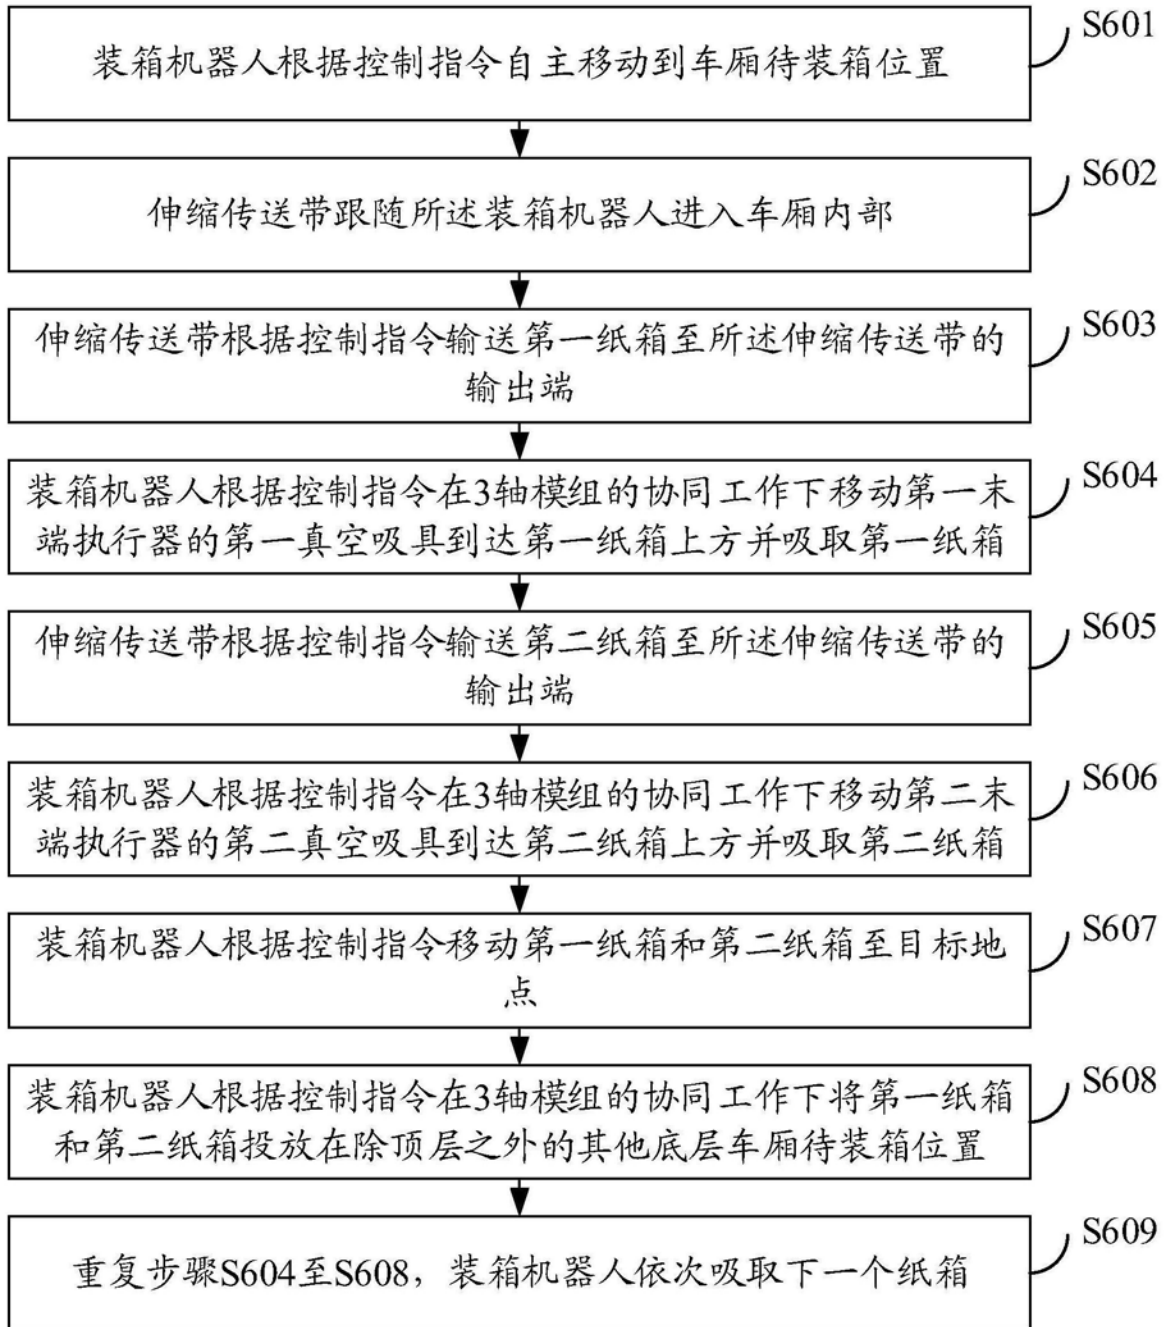 装箱机器人根据控制指令自主移动到车厢待装箱位置
S601
伸缩传送带跟随所述装箱机器人进入车厢内部
S602
伸缩传送带根据控制指令输送第一纸箱至所述伸缩传送带的
输出端
S603
装箱机器人根据控制指令在3轴模组的协同工作下移动第一末
端执行器的第一真空吸具到达第一纸箱上方并吸取第一纸箱
S604
伸缩传送带根据控制指令输送第二纸箱至所述伸缩传送带的
输出端
S605
装箱机器人根据控制指令在3轴模组的协同工作下移动第二末
端执行器的第二真空吸具到达第二纸箱上方并吸取第二纸箱
S606
装箱机器人根据控制指令移动第一纸箱和第二纸箱至目标地
点
S607
装箱机器人根据控制指令在3轴模组的协同工作下将第一纸箱
和第二纸箱投放在除顶层之外的其他底层车厢待装箱位置
S608
重复步骤S604至S608，装箱机器人依次吸取下一个纸箱
S609